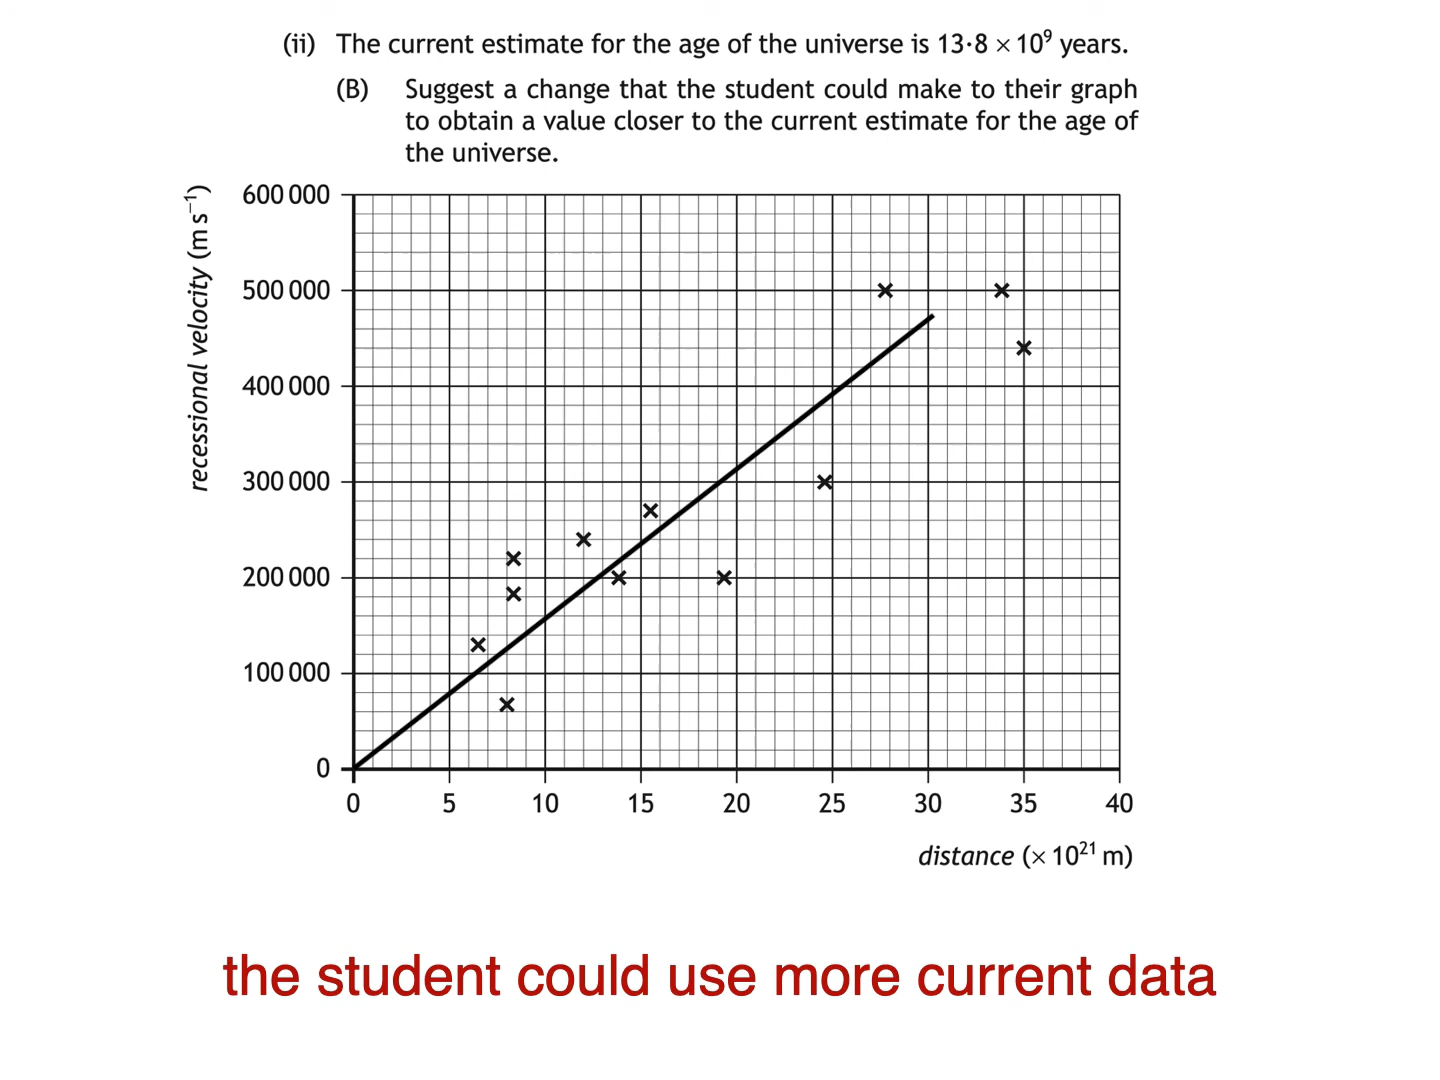 (ii) The current estimate for the age of the universe is 13·8 × 10⁹ years.
(B) Suggest a change that the student could make to their graph
to obtain a value closer to the current estimate for the age of
the universe.
recessional velocity (m s⁻¹)
600 000
500 000
400 000
300 000
200 000
100 000
0
0 5 10 15 20 25 30 35 40
distance (× 10²¹ m)
the student could use more current data